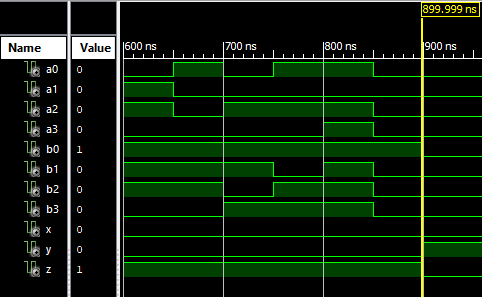 899.999 ns
Name Value 600 ns 700 ns 800 ns 900 ns
a0 0
a1 0
a2 0
a3 0
b0 1
b1 0
b2 0
b3 0
x 0
y 0
z 1